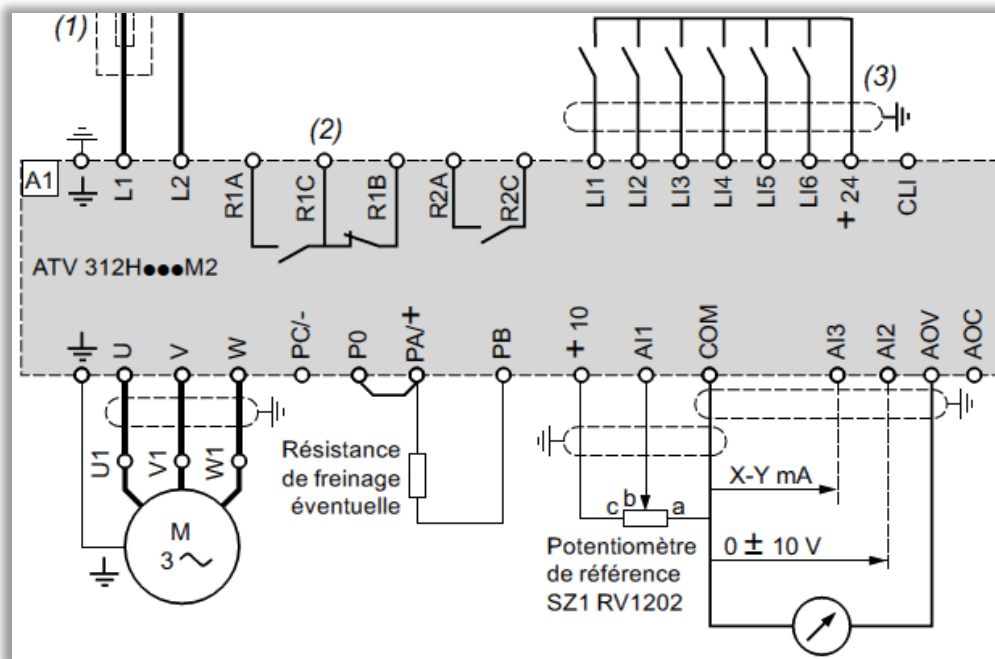 (1)
(2)
(3)
A1
L1
L2
R1A
R1C
R1B
R2A
R2C
LI1
LI2
LI3
LI4
LI5
LI6
+ 24
CLI
ATV 312H●●●M2
U
V
W
PC/-
P0
PA/+
PB
+ 10
AI1
COM
AI3
AI2
AOV
AOC
U1
V1
W1
M
3
Résistance
de freinage
éventuelle
c b a
Potentiomètre
de référence
SZ1 RV1202
X-Y mA
0 ± 10 V